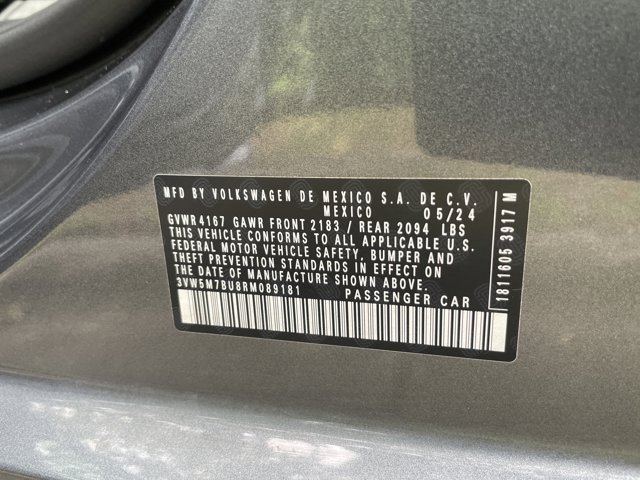 MFD BY VOLKSWAGEN DE MEXICO S.A. DE C.V.
MEXICO 05/24
GVWR 4167 GAWR FRONT 2183 / REAR 2094 LBS
THIS VEHICLE CONFORMS TO ALL APPLICABLE U.S.
FEDERAL MOTOR VEHICLE SAFETY, BUMPER AND
THEFT PREVENTION STANDARDS IN EFFECT ON
THE DATE OF MANUFACTURE SHOWN ABOVE.
3VW5M7BU8RM089181 PASSENGER CAR
1811605 3917 M